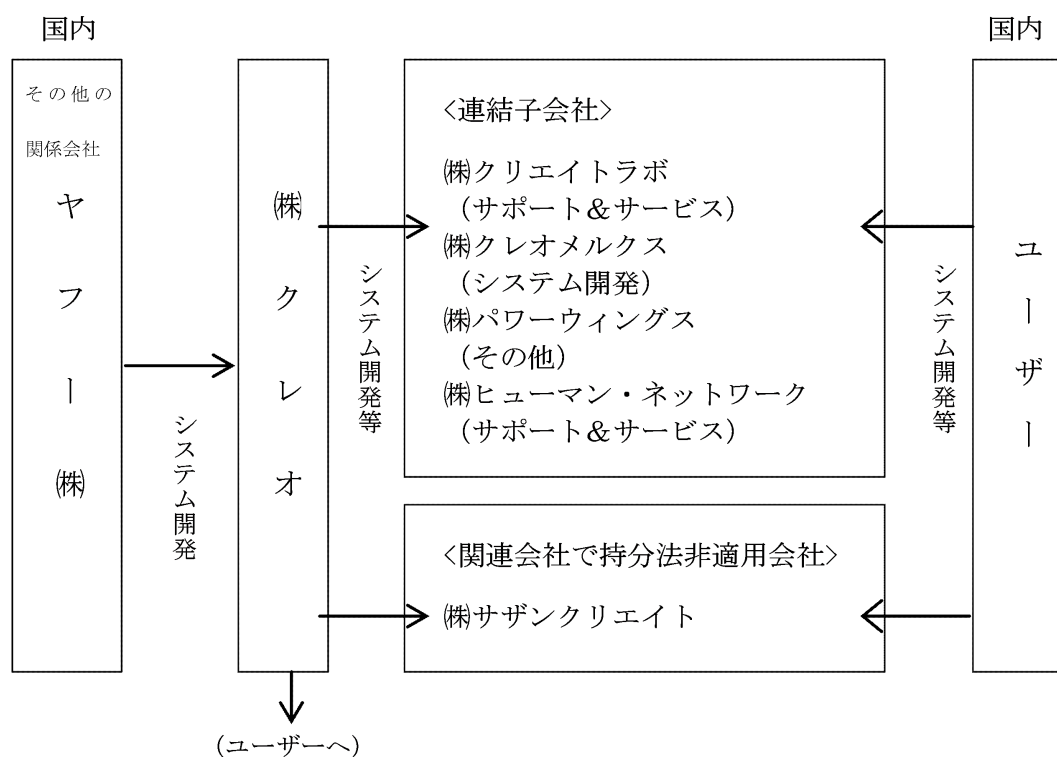 国内
国内
その他の
関係会社
ヤフー㈱
システム開発
㈱クレオ
システム開発等
<連結子会社>
㈱クリエイトラボ
(サポート＆サービス)
㈱クレオメルクス
(システム開発)
㈱パワーウィングス
(その他)
㈱ヒューマン・ネットワーク
(サポート＆サービス)
<関連会社で持分法非適用会社>
㈱サザンクリエイト
システム開発等
ユーザー
(ユーザーへ)